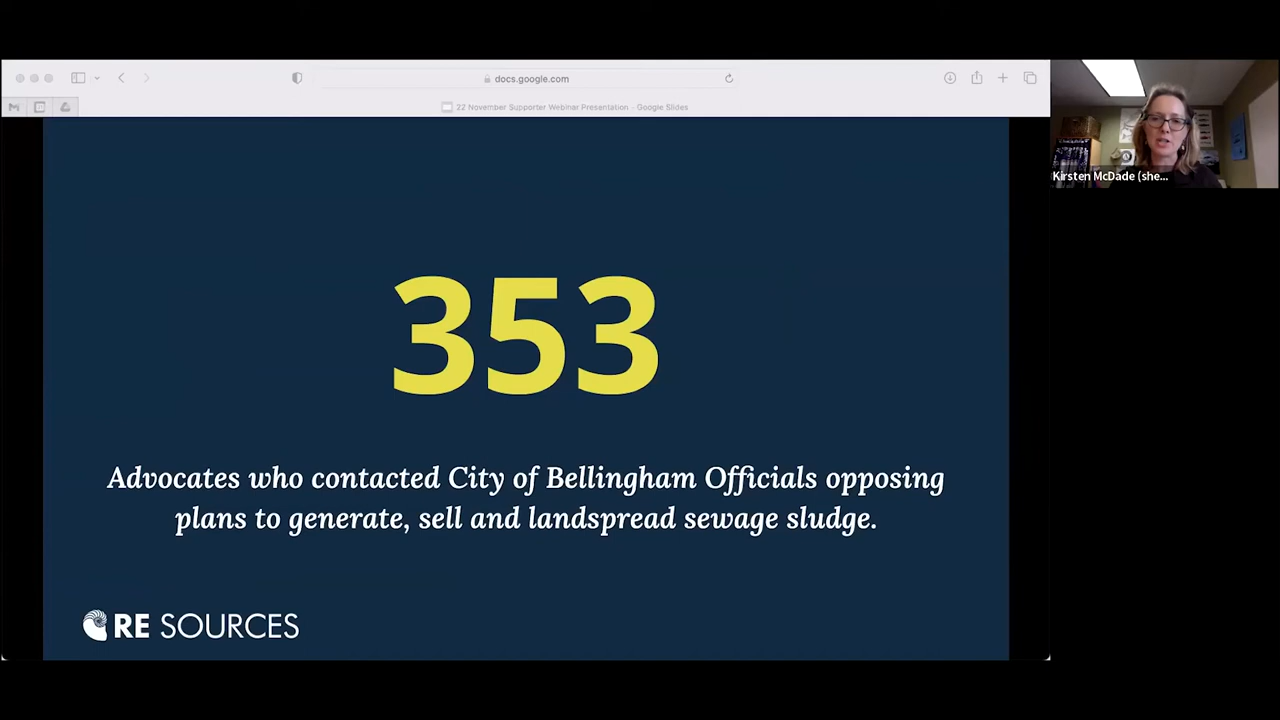 docs.google.com
22 November Supporter Webinar Presentation - Google Slides
353
Advocates who contacted City of Bellingham Officials opposing
plans to generate, sell and landspread sewage sludge.
RE SOURCES
Kirsten McDade (she...